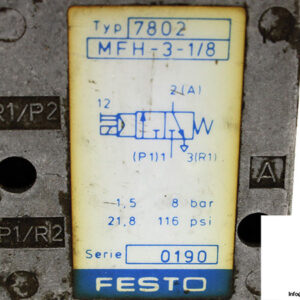 Typ 7802
MFH-3-1/8
12
2(A)
R1/P2
(P1)1
3(R1)
A
P1/R2
1,5 8 bar
21,8 116 psi
Serie 0190
FESTO